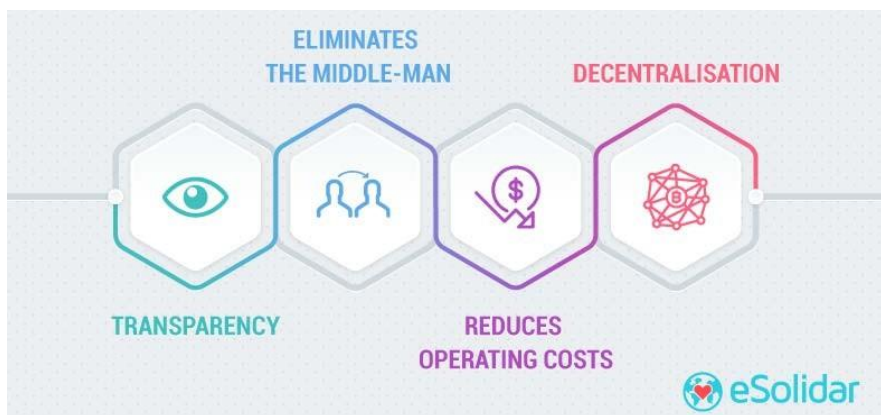 ELIMINATES
THE MIDDLE-MAN
DECENTRALISATION
$
B
TRANSPARENCY
REDUCES
OPERATING COSTS
eSolidar